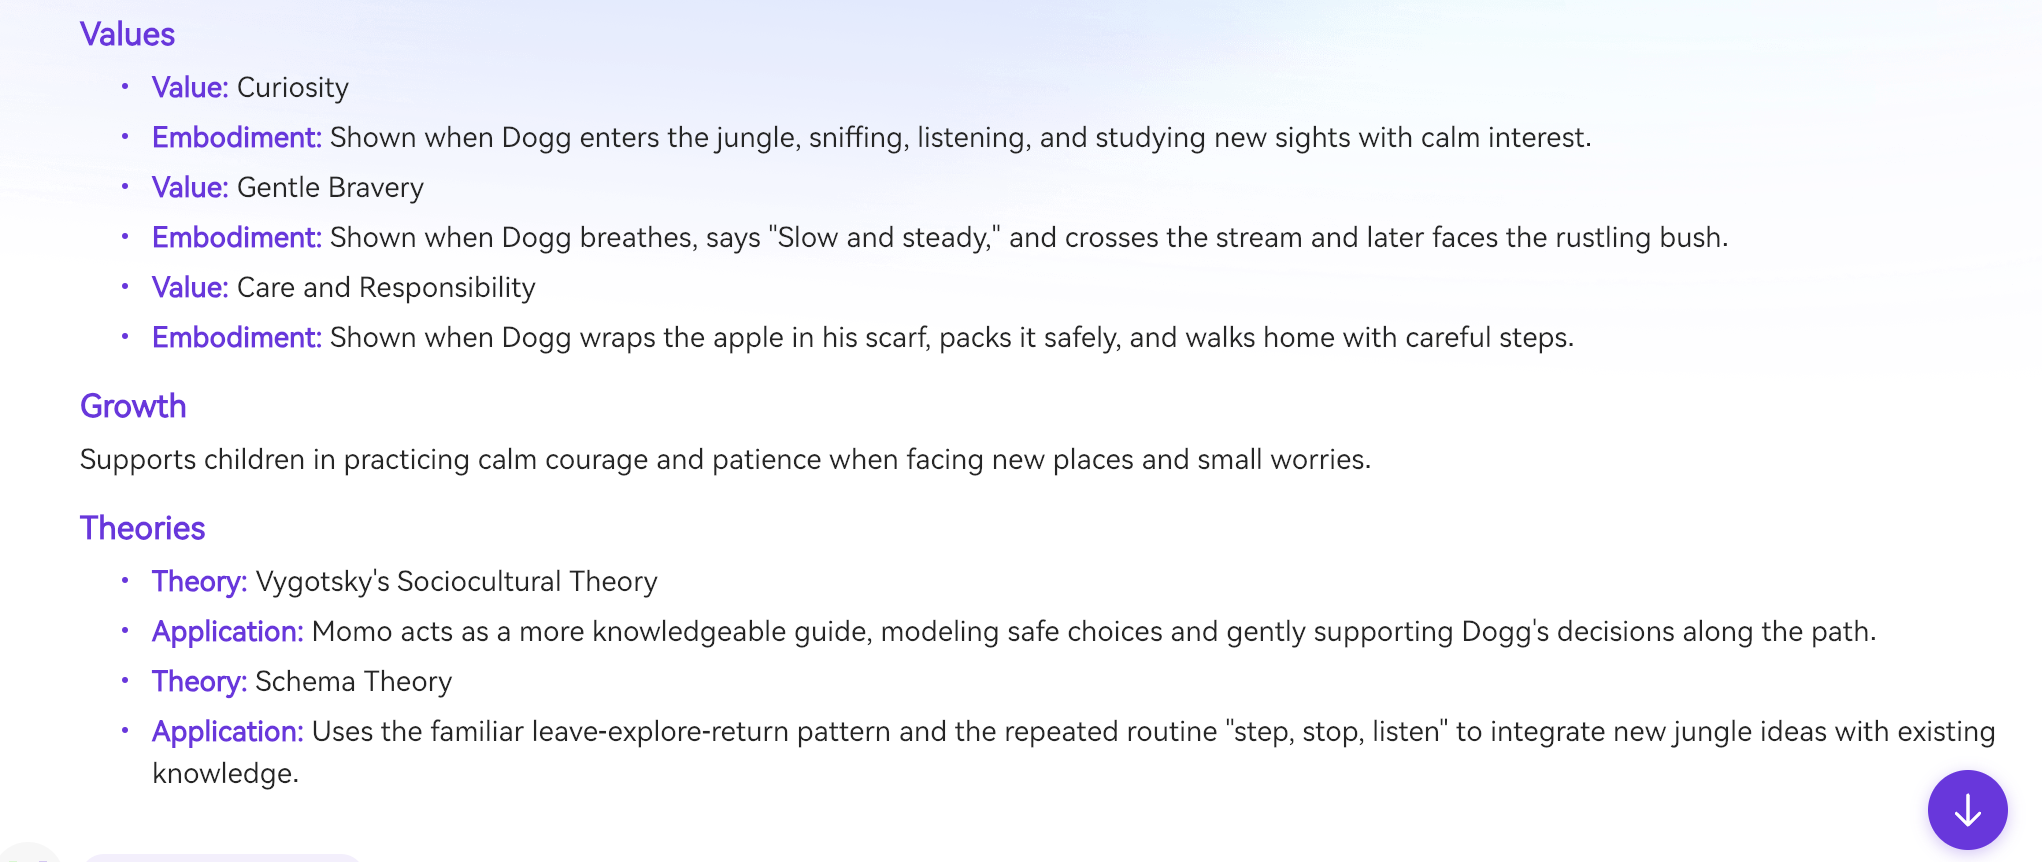 Values
• Value: Curiosity
• Embodiment: Shown when Dogg enters the jungle, sniffing, listening, and studying new sights with calm interest.
• Value: Gentle Bravery
• Embodiment: Shown when Dogg breathes, says "Slow and steady," and crosses the stream and later faces the rustling bush.
• Value: Care and Responsibility
• Embodiment: Shown when Dogg wraps the apple in his scarf, packs it safely, and walks home with careful steps.
Growth
Supports children in practicing calm courage and patience when facing new places and small worries.
Theories
• Theory: Vygotsky's Sociocultural Theory
• Application: Momo acts as a more knowledgeable guide, modeling safe choices and gently supporting Dogg's decisions along the path.
• Theory: Schema Theory
• Application: Uses the familiar leave-explore-return pattern and the repeated routine "step, stop, listen" to integrate new jungle ideas with existing
knowledge.